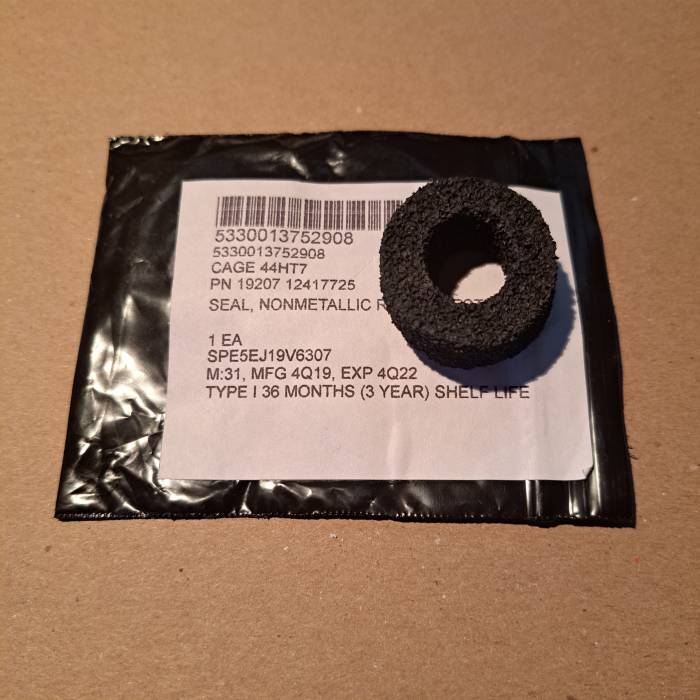 5330013752908
5330013752908
CAGE 44HT7
PN 19207 12417725
SEAL, NONMETALLIC
1 EA
SPE5EJ19V6307
M:31, MFG 4Q19, EXP 4Q22
TYPE I 36 MONTHS (3 YEAR) SHELF LIFE